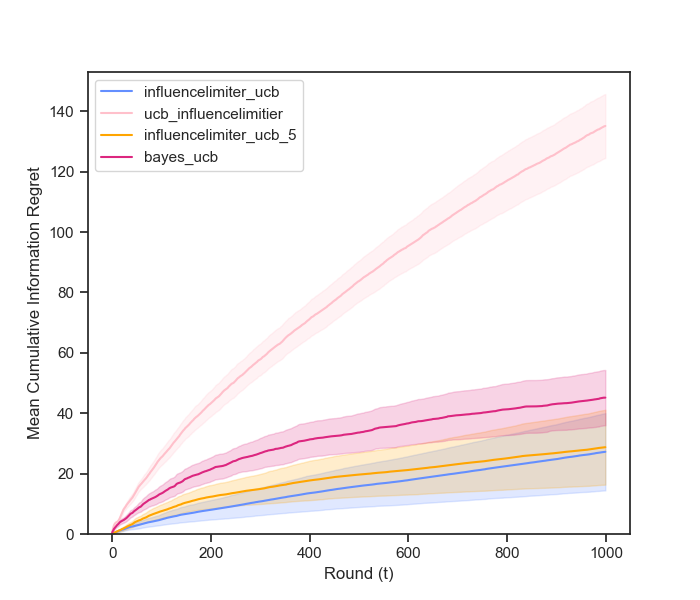 influencelimiter_ucb
ucb_influencelimitier
influencelimiter_ucb_5
bayes_ucb
Mean Cumulative Information Regret
140
120
100
80
60
40
20
0
0 200 400 600 800 1000
Round (t)